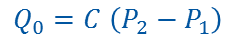 Q₀ = C (P₂ − P₁)